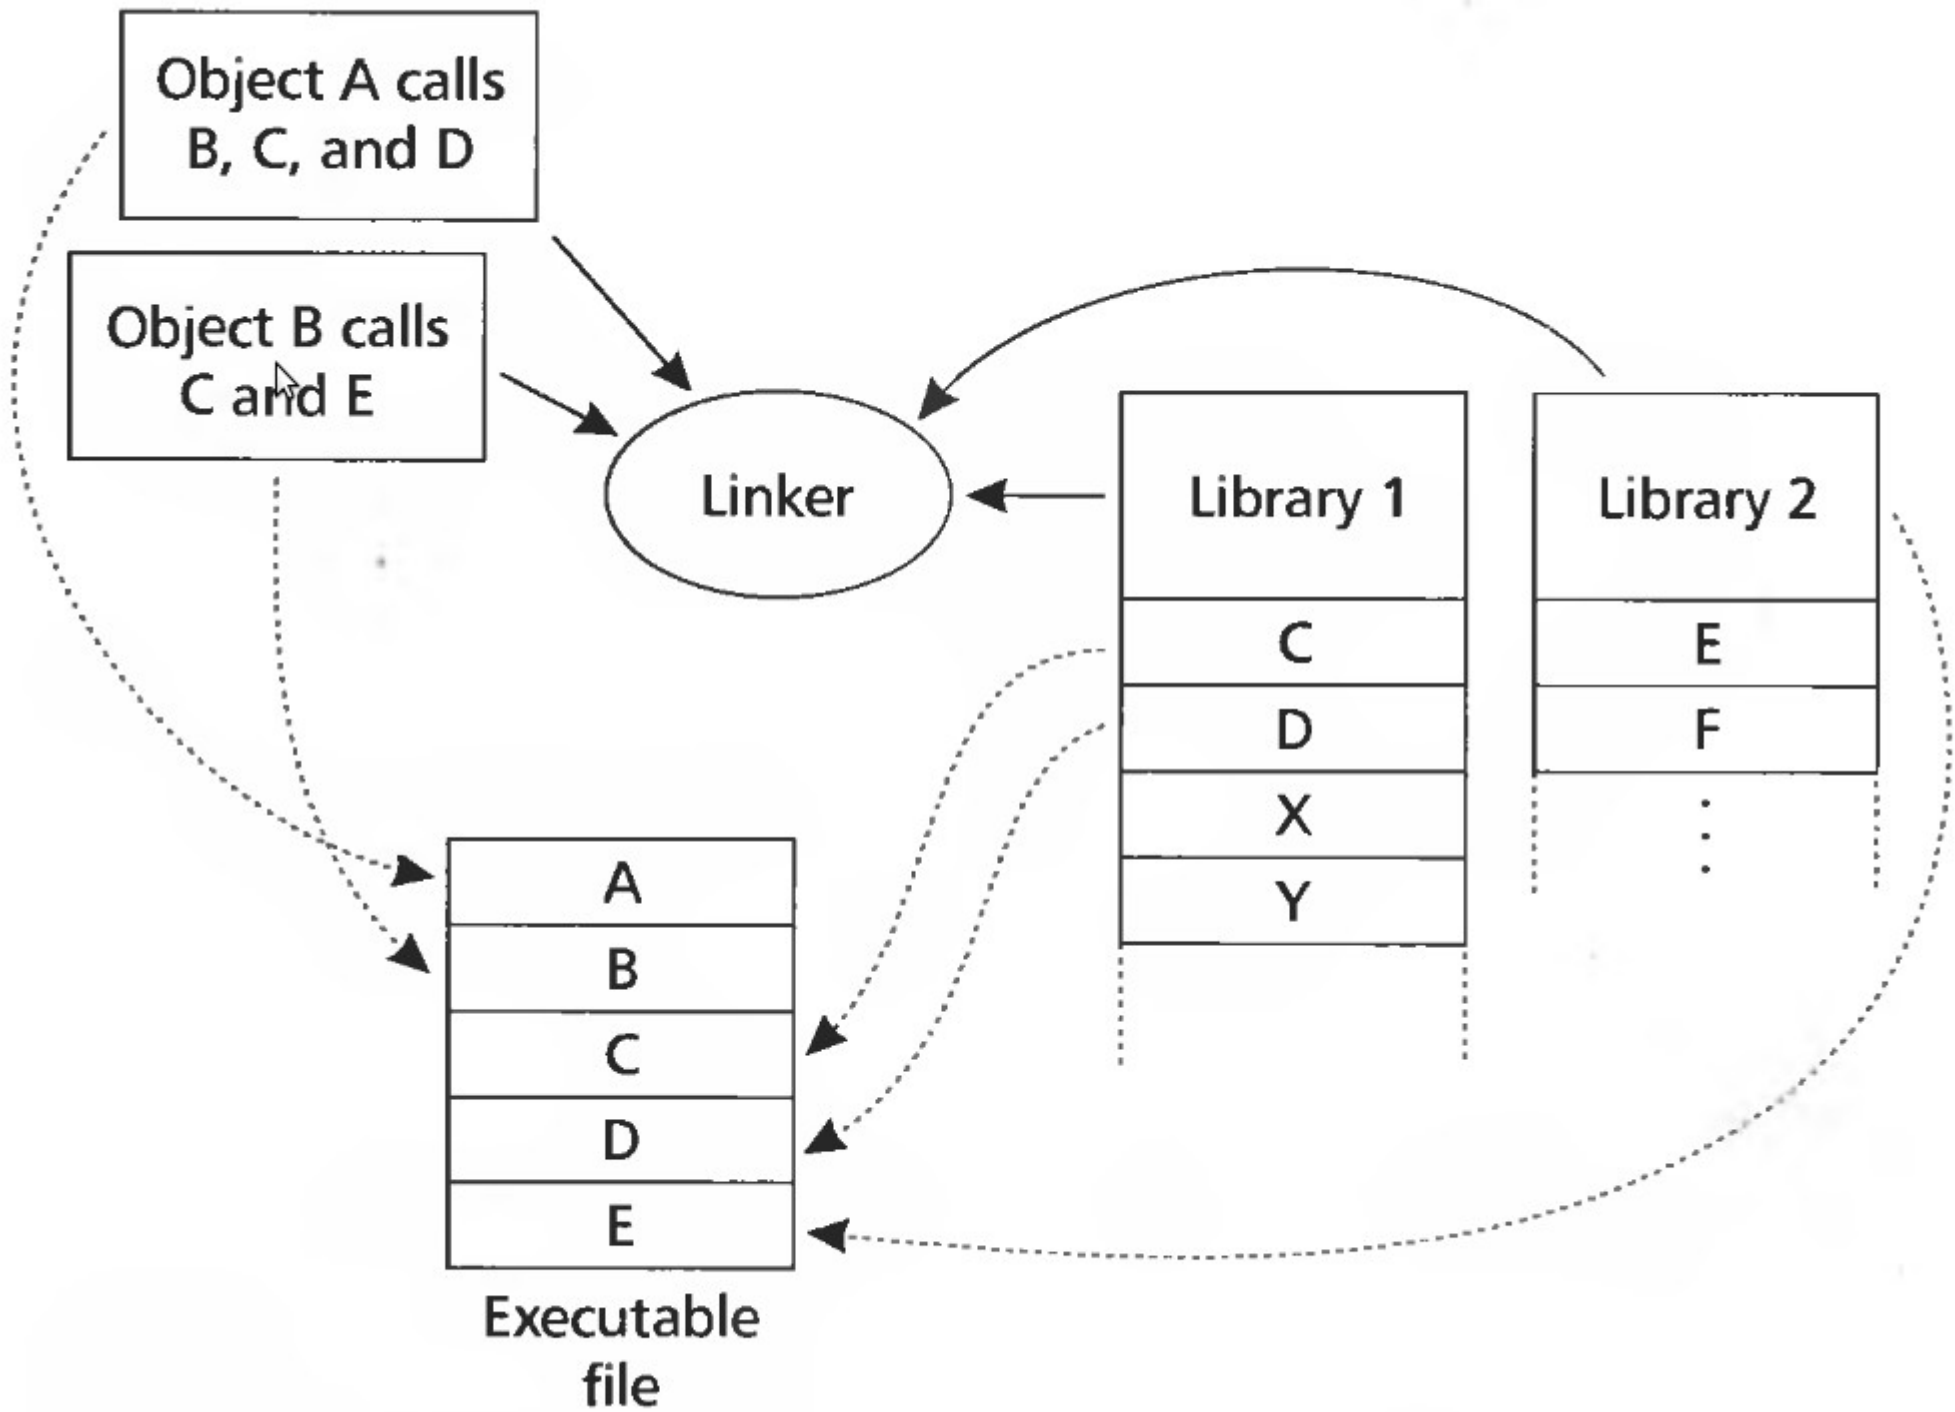 Object A calls
B, C, and D
Object B calls
C and E
Linker
Library 1
C
D
X
Y
Library 2
E
F
A
B
C
D
E
Executable
file